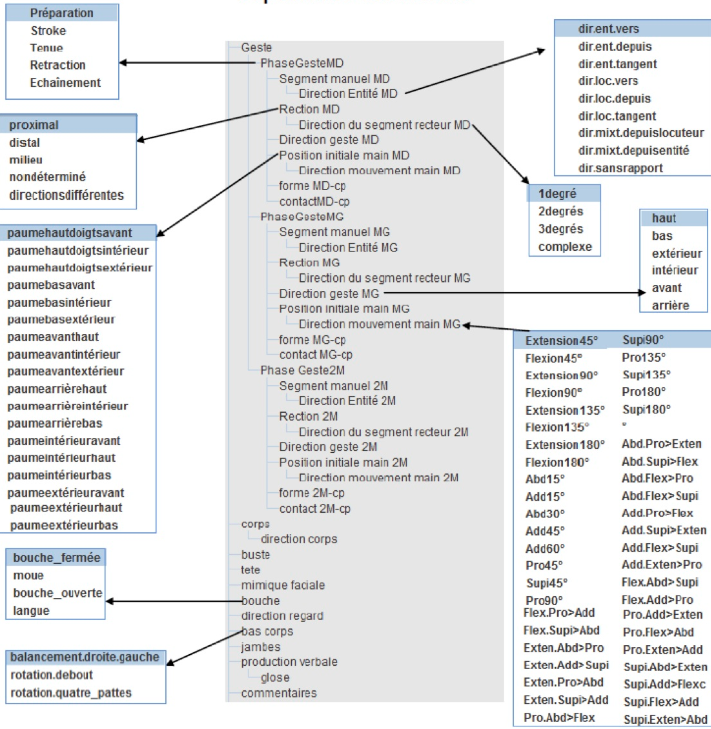 Préparation
Stroke
Tenue
Retraction
Echaînement
proximal
distal
milieu
nondéterminé
directionsdifférentes
paumehautdoigtsavant
paumehautdoigtsintérieur
paumehautdoigtsextérieur
paumebasavant
paumebasintérieur
paumebasextérieur
paumeavanthaut
paumeavantintérieur
paumeavantextérieur
paumearrièrehaut
paumearrièreintérieur
paumearrièrebas
paumeintérieuravant
paumeintérieurhaut
paumeintérieurbas
paumeextérieuravant
paumeextérieurhaut
paumeextérieurbas
bouche_fermée
moue
bouche_ouverte
langue
balancement.droite.gauche
rotation.debout
rotation.quatre_pattes
Geste
PhaseGesteMD
Segment manuel MD
Direction Entité MD
Rection MD
Direction du segment recteur MD
Direction geste MD
Position initiale main MD
Direction mouvement main MD
forme MD-cp
contactMD-cp
PhaseGesteMG
Segment manuel MG
Direction Entité MG
Rection MG
Direction du segment recteur MG
Direction geste MG
Position initiale main MG
Direction mouvement main MG
forme MG-cp
contact MG-cp
Phase Geste2M
Segment manuel 2M
Direction Entité 2M
Rection 2M
Direction du segment recteur 2M
Direction geste 2M
Position initiale main 2M
Direction mouvement main 2M
forme 2M-cp
contact 2M-cp
corps
direction corps
buste
tete
mimique faciale
bouche
direction regard
bas corps
jambes
production verbale
glose
commentaires
dir.ent.vers
dir.ent.depuis
dir.ent.tangent
dir.loc.vers
dir.loc.depuis
dir.loc.tangent
dir.mixt.depuislocuteur
dir.mixt.depuisentité
dir.sansrapport
1degré
2degrés
3degrés
complexe
haut
bas
extérieur
intérieur
avant
arrière
Extension45° Supi90°
Flexion45° Pro135°
Extension90° Supi135°
Flexion90° Pro180°
Extension135° Supi180°
Flexion135° °
Extension180° Abd.Pro>Exten
Flexion180° Abd.Supi>Flex
Abd15° Abd.Flex>Pro
Add15° Abd.Flex>Supi
Abd30° Add.Pro>Flex
Add45° Add.Supi>Exten
Add60° Add.Flex>Supi
Pro45° Add.Exten>Pro
Supi45° Flex.Abd>Supi
Pro90° Flex.Add>Pro
Flex.Pro>Add Pro.Add>Exten
Flex.Supi>Abd Pro.Flex>Abd
Exten.Abd>Pro Pro.Exten>Add
Exten.Add>Supi Supi.Abd>Exten
Exten.Pro>Abd Supi.Add>Flexc
Exten.Supi>Add Supi.Flex>Add
Pro.Abd>Flex Supi.Exten>Abd